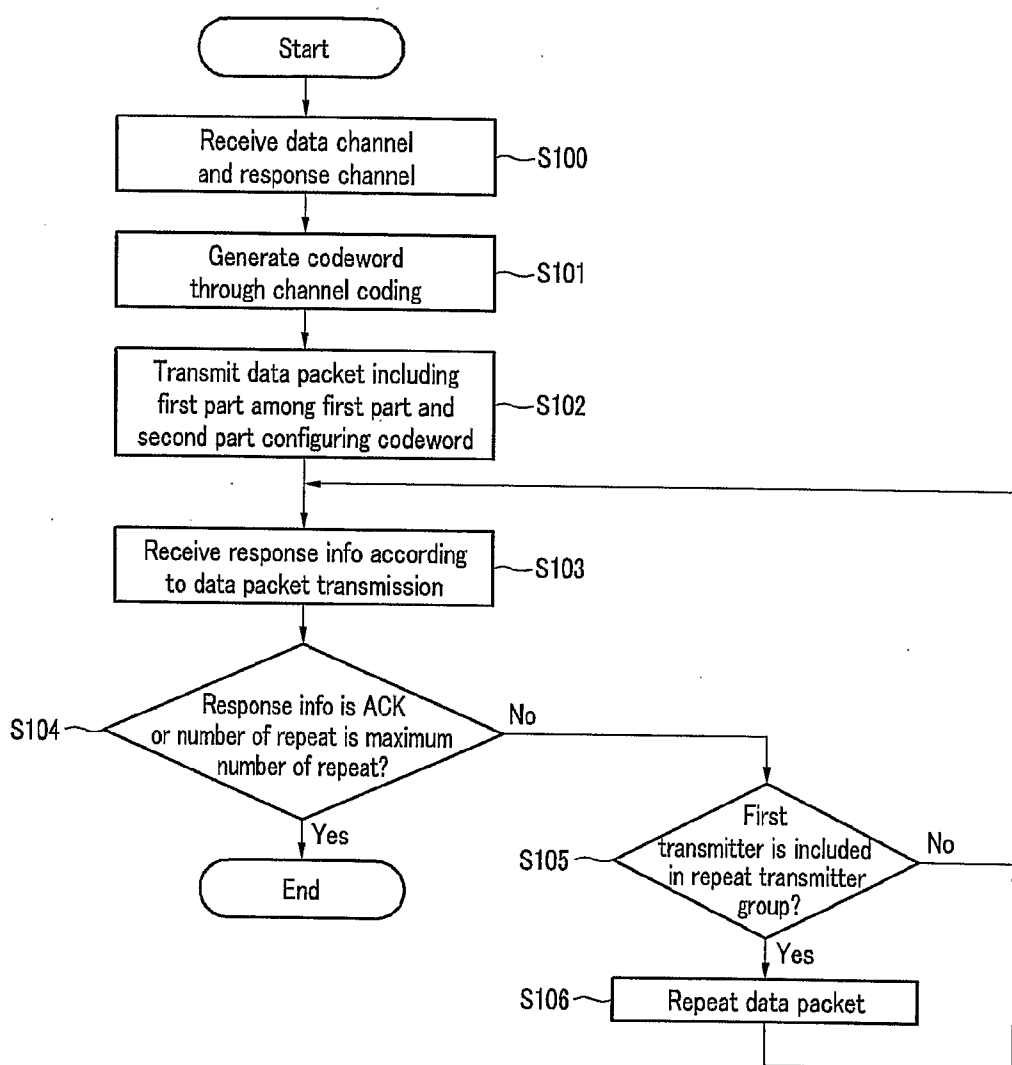 Start
Receive data channel
and response channel
S100
Generate codeword
through channel coding
S101
Transmit data packet including
first part among first part and
second part configuring codeword
S102
Receive response info according
to data packet transmission
S103
S104
Response info is ACK
or number of repeat is maximum
number of repeat?
No
Yes
End
S105
First
transmitter is included
in repeat transmitter
group?
No
Yes
S106
Repeat data packet